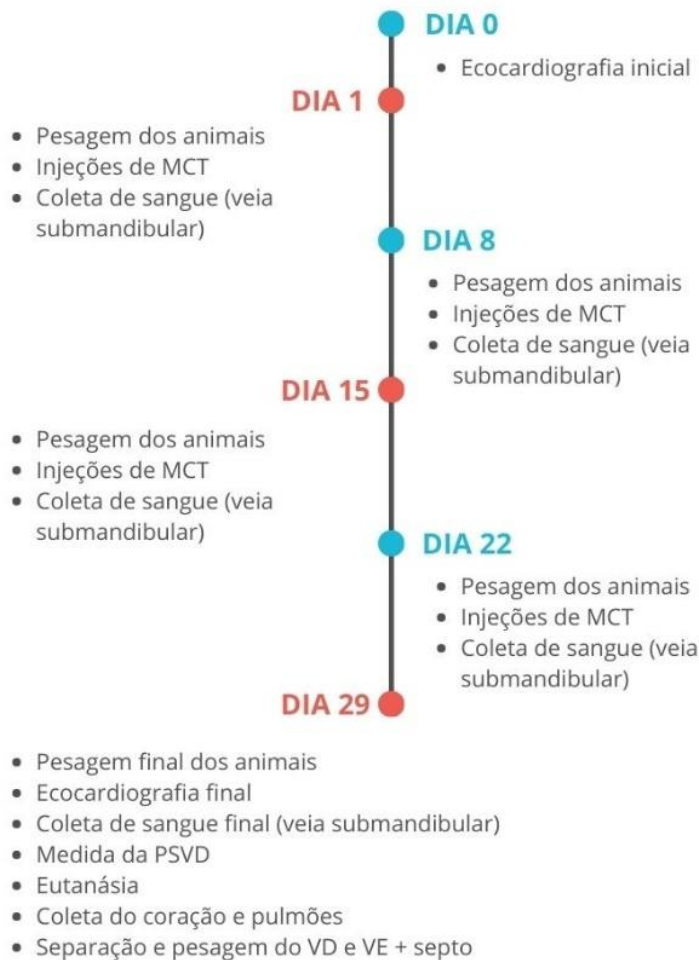 DIA 0
• Ecocardiografia inicial
DIA 1
• Pesagem dos animais
• Injeções de MCT
• Coleta de sangue (veia
submandibular)
DIA 8
• Pesagem dos animais
• Injeções de MCT
• Coleta de sangue (veia
submandibular)
DIA 15
• Pesagem dos animais
• Injeções de MCT
• Coleta de sangue (veia
submandibular)
DIA 22
• Pesagem dos animais
• Injeções de MCT
• Coleta de sangue (veia
submandibular)
DIA 29
• Pesagem final dos animais
• Ecocardiografia final
• Coleta de sangue final (veia submandibular)
• Medida da PSVD
• Eutanásia
• Coleta do coração e pulmões
• Separação e pesagem do VD e VE + septo